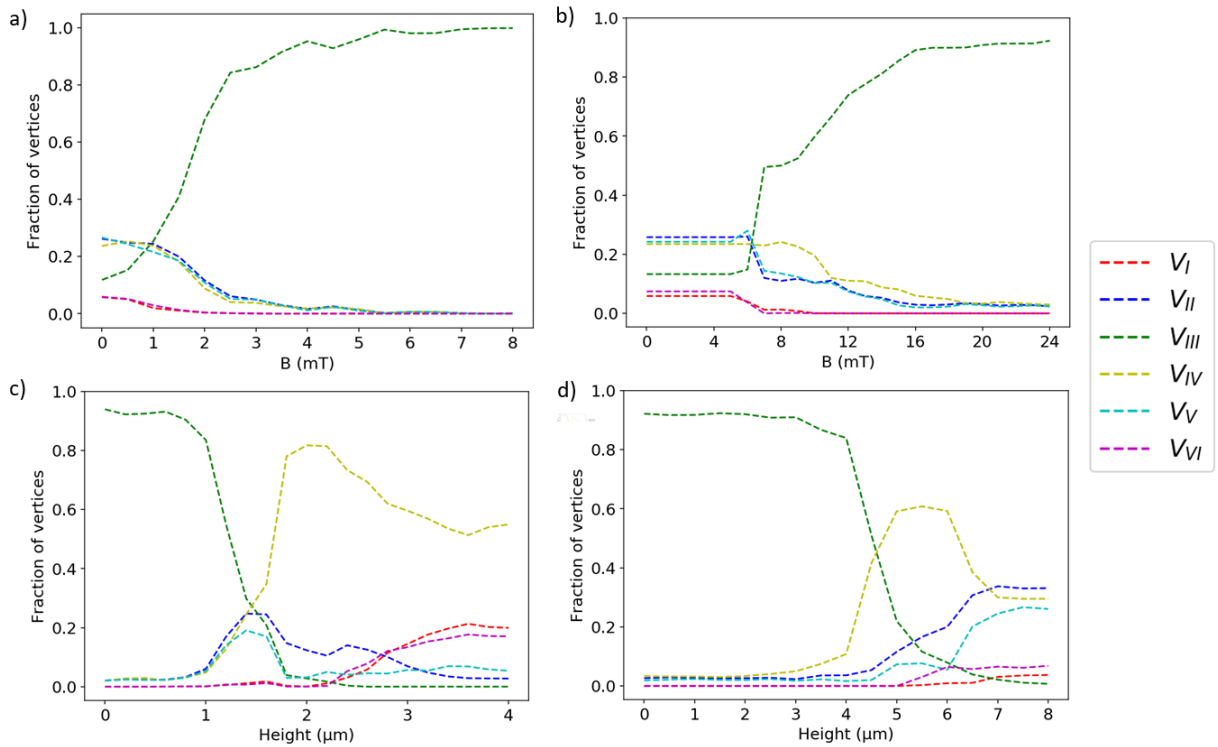 a)
1.0
0.8
0.6
0.4
0.2
0.0
Fraction of vertices
0 1 2 3 4 5 6 7 8
B (mT)
b)
1.0
0.8
0.6
0.4
0.2
0.0
Fraction of vertices
0 4 8 12 16 20 24
B (mT)
c)
1.0
0.8
0.6
0.4
0.2
0.0
Fraction of vertices
0 1 2 3 4
Height (μm)
d)
1.0
0.8
0.6
0.4
0.2
0.0
Fraction of vertices
0 1 2 3 4 5 6 7 8
Height (μm)
V_I
V_II
V_III
V_IV
V_V
V_VI